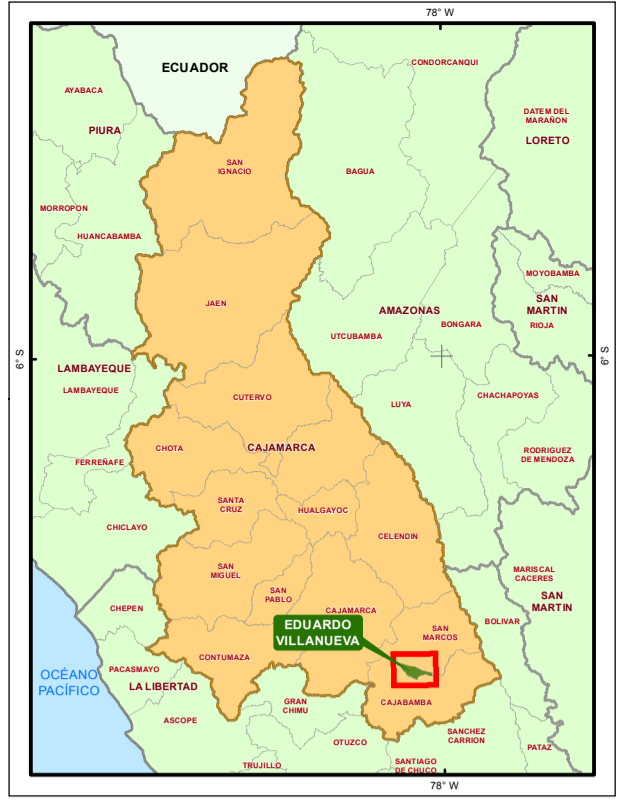 78° W
ECUADOR
CONDORCANQUI
AYABACA
DATEM DEL
MARAÑON
PIURA
LORETO
SAN
IGNACIO
BAGUA
MORROPON
HUANCABAMBA
MOYOBAMBA
JAEN
SAN
MARTIN
AMAZONAS
BONGARA
RIOJA
UTCUBAMBA
6° S
6° S
LAMBAYEQUE
LAMBAYEQUE
CUTERVO
CHACHAPOYAS
LUYA
CHOTA
CAJAMARCA
RODRIGUEZ
DE MENDOZA
FERREÑAFE
SANTA
CRUZ
HUALGAYOC
CHICLAYO
CELENDIN
SAN
MIGUEL
MARISCAL
CACERES
SAN
PABLO
SAN
MARTIN
CHEPEN
CAJAMARCA
BOLIVAR
EDUARDO
VILLANUEVA
SAN
MARCOS
CONTUMAZA
PACASMAYO
OCÉANO
PACÍFICO
LA LIBERTAD
GRAN
CHIMU
CAJABAMBA
ASCOPE
SANCHEZ
CARRION
OTUZCO
PATAZ
TRUJILLO
SANTIAGO
DE CHUCO
78° W